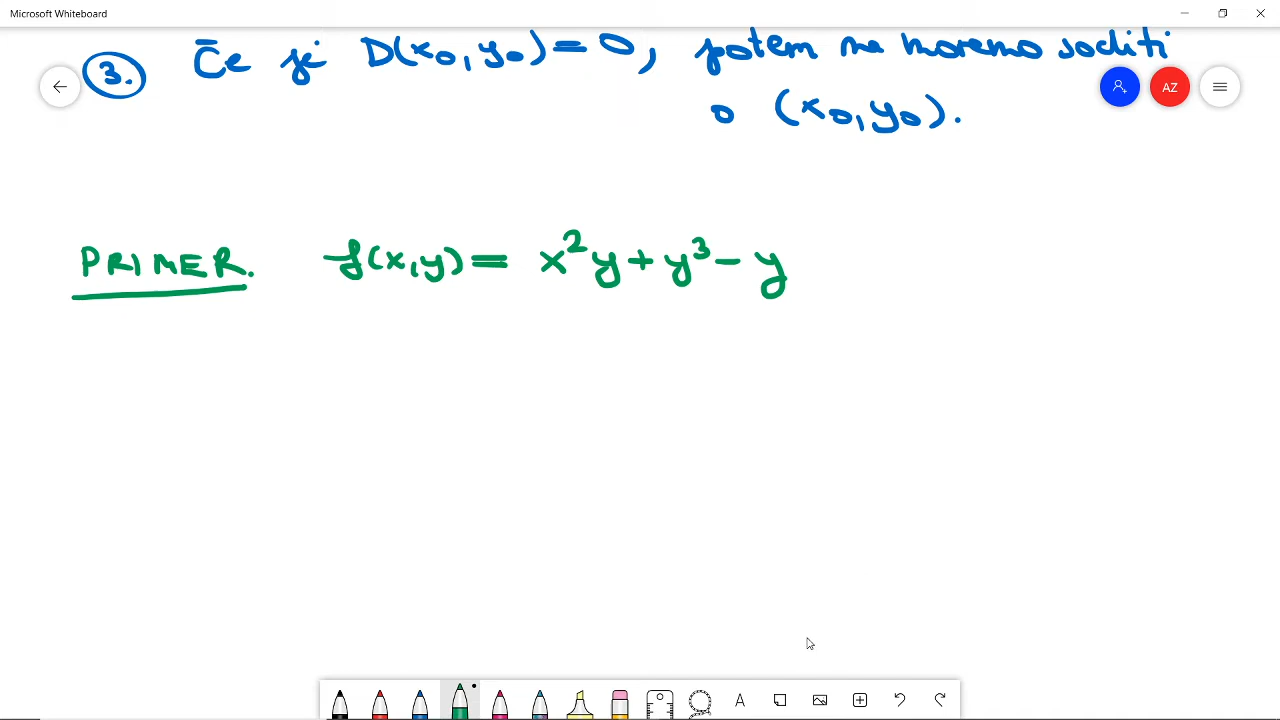 Microsoft Whiteboard
3. Če je D(x₀,y₀)=0, potem ne moremo soditi
o (x₀,y₀).
AZ
PRIMER. f(x,y) = x²y + y³ - y
A